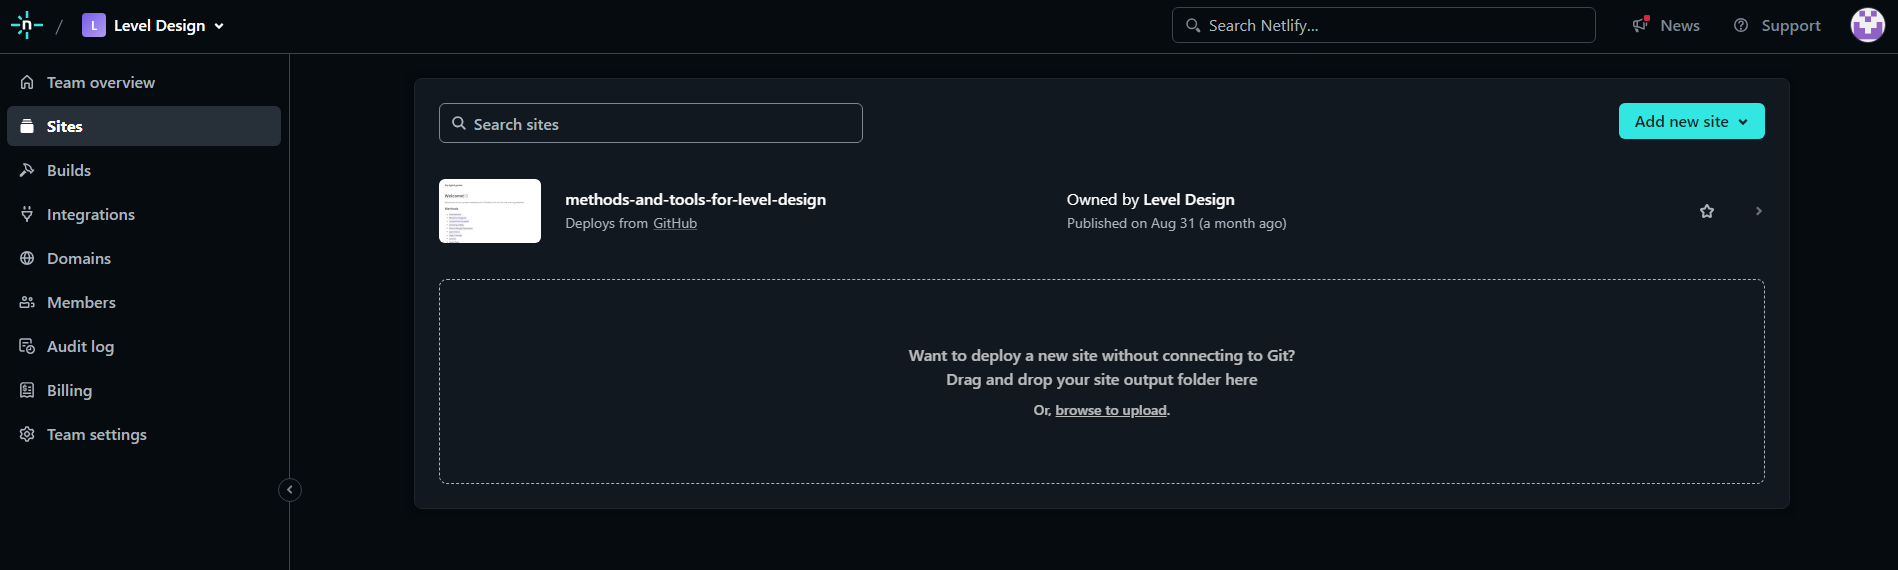 n / L Level Design
Search Netlify...
News
Support
Team overview
Sites
Builds
Integrations
Domains
Members
Audit log
Billing
Team settings
Search sites
Add new site
Welcome
methods-and-tools-for-level-design
Deploys from GitHub
Owned by Level Design
Published on Aug 31 (a month ago)
Want to deploy a new site without connecting to Git?
Drag and drop your site output folder here
Or, browse to upload.